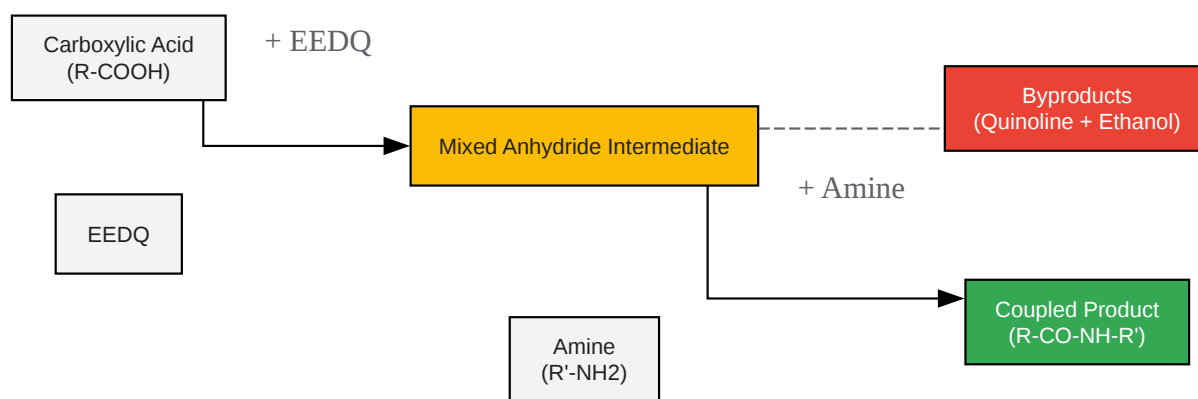 Carboxylic Acid
(R-COOH)
+ EEDQ
Byproducts
(Quinoline + Ethanol)
Mixed Anhydride Intermediate
+ Amine
EEDQ
Coupled Product
(R-CO-NH-R')
Amine
(R'-NH2)